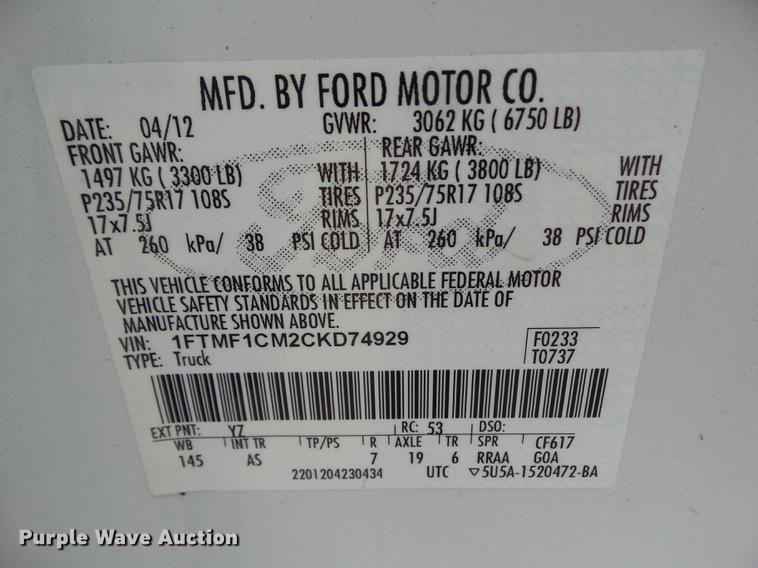 MFD. BY FORD MOTOR CO.
DATE: 04/12 GVWR: 3062 KG ( 6750 LB)
FRONT GAWR: REAR GAWR:
1497 KG ( 3300 LB) WITH 1724 KG ( 3800 LB) WITH
P235/75R17 108S TIRES P235/75R17 108S TIRES
17x7.5J RIMS 17x7.5J RIMS
AT 260 kPa/ 38 PSI COLD AT 260 kPa/ 38 PSI COLD
Ford
THIS VEHICLE CONFORMS TO ALL APPLICABLE FEDERAL MOTOR
VEHICLE SAFETY STANDARDS IN EFFECT ON THE DATE OF
MANUFACTURE SHOWN ABOVE.
VIN: 1FTMF1CM2CKD74929 F0233
TYPE: Truck T0737
EXT PNT: YZ RC: 53 DSO:
WB INT TR TP/PS R AXLE TR SPR CF617
145 AS 7 19 6 RRAA GOA
2201204230434 UTC ▽5U5A-1520472-BA
Purple Wave Auction